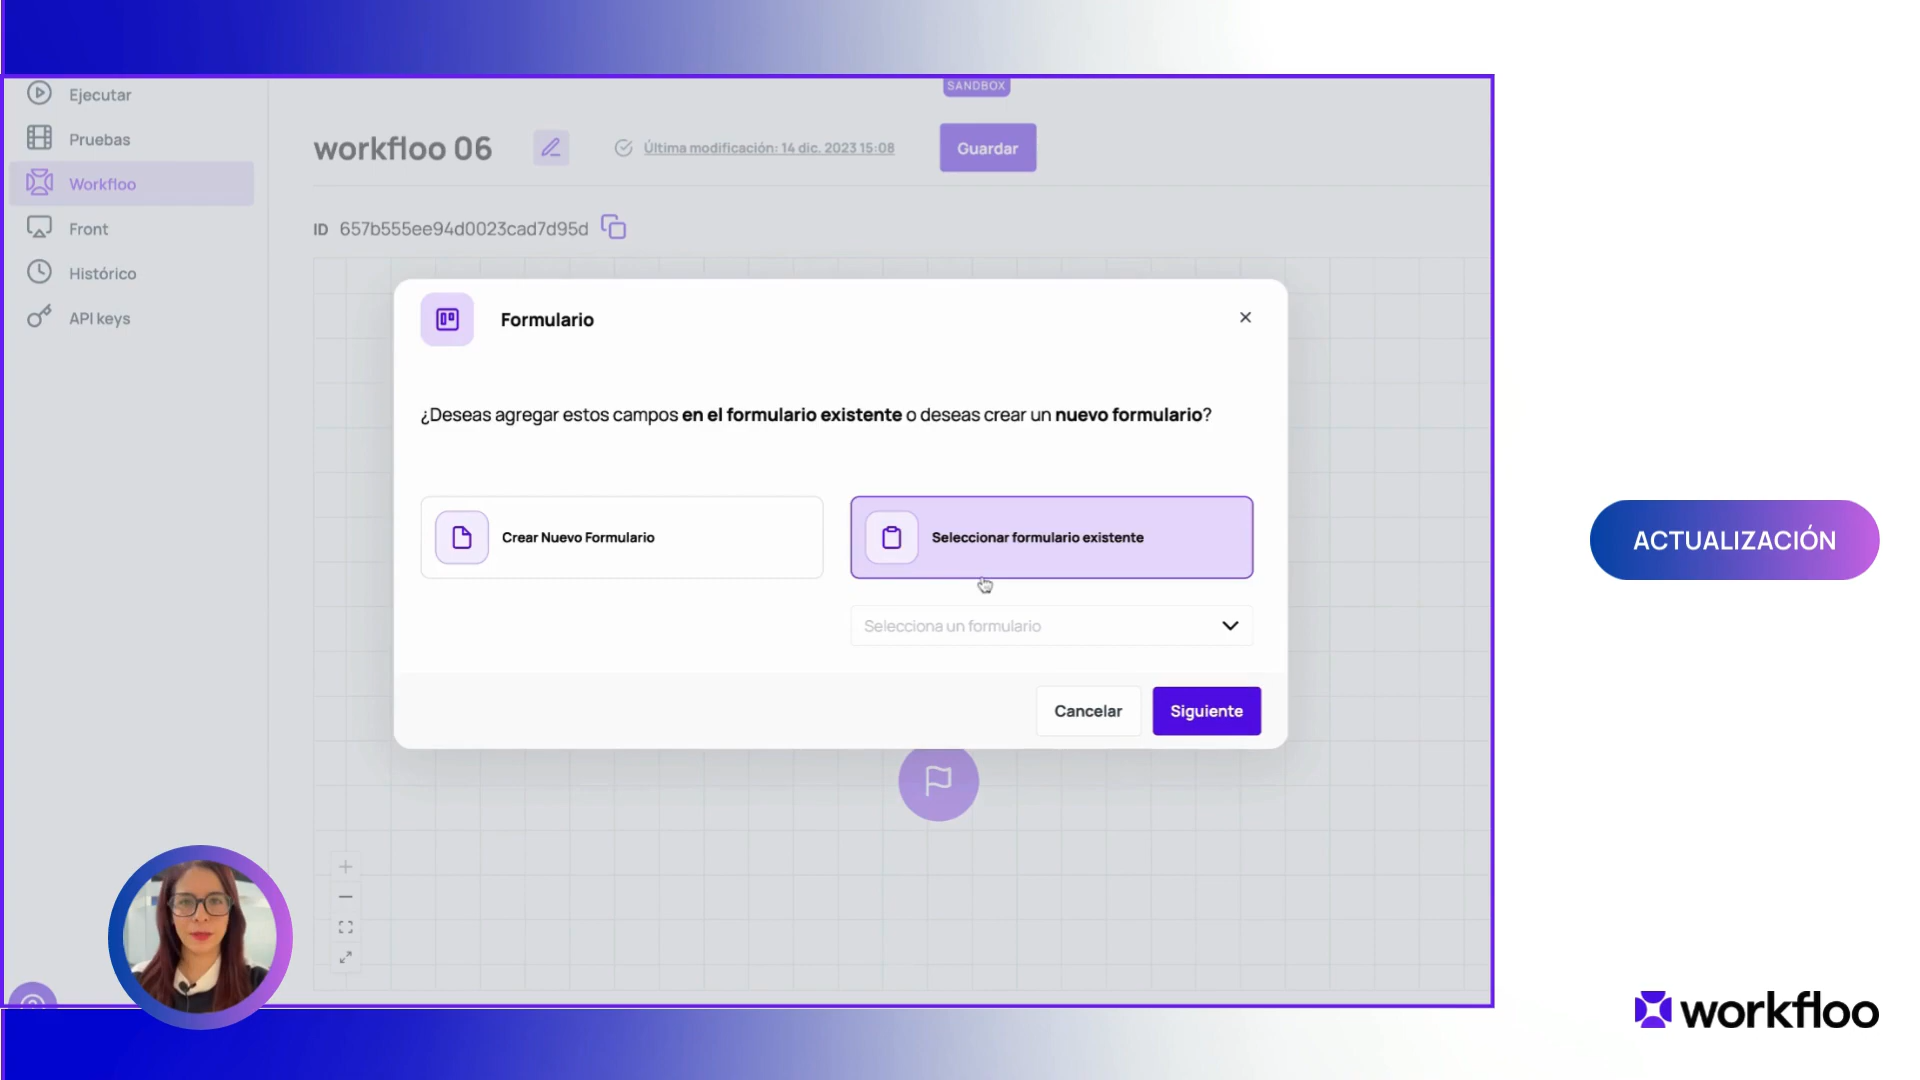 SANDBOX
Ejecutar
Pruebas
Workfloo
Front
Histórico
API keys
workfloo 06
Última modificación: 14 dic. 2023 15:08
Guardar
ID 657b555ee94d0023cad7d95d
Formulario
¿Deseas agregar estos campos en el formulario existente o deseas crear un nuevo formulario?
Crear Nuevo Formulario
Seleccionar formulario existente
Selecciona un formulario
Cancelar
Siguiente
ACTUALIZACIÓN
workfloo